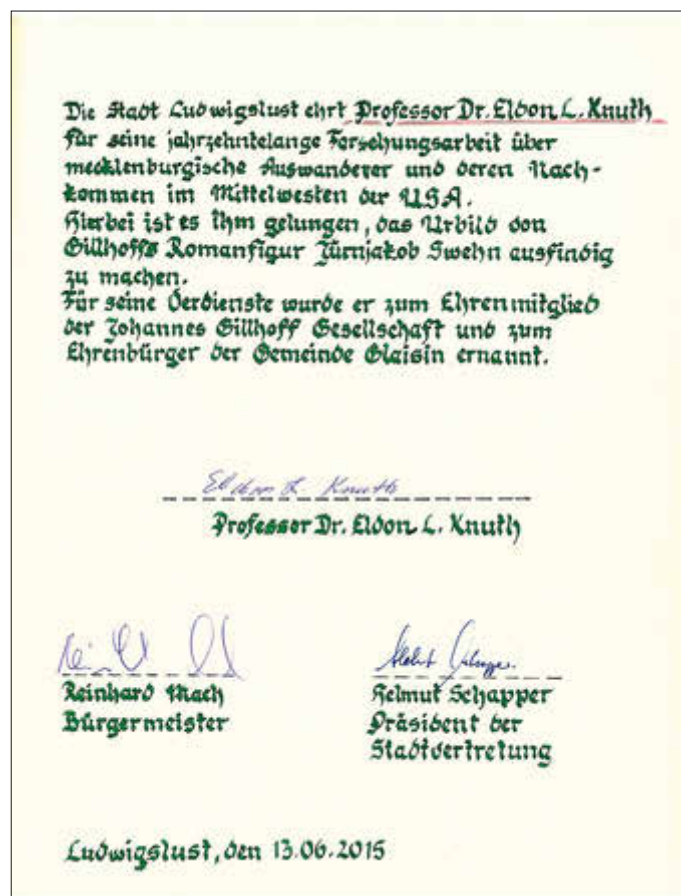 Die Stadt Ludwigslust ehrt Professor Dr. Eldon L. Knuth
für seine jahrzehntelange Forschungsarbeit über
mecklenburgische Auswanderer und deren Nach-
kommen im Mittelwesten der USA.
Hierbei ist es ihm gelungen, das Urbild von
Gillhoffs Romanfigur Jürnjakob Swehn ausfindig
zu machen.
Für seine Verdienste wurde er zum Ehrenmitglied
der Johannes Gillhoff Gesellschaft und zum
Ehrenbürger der Gemeinde Glaisin ernannt.
Eldon L Knuth
Professor Dr. Eldon L. Knuth
Reinhard Mach
Bürgermeister
Helmut Schapper
Präsident der
Stadtvertretung
Ludwigslust, den 13.06.2015